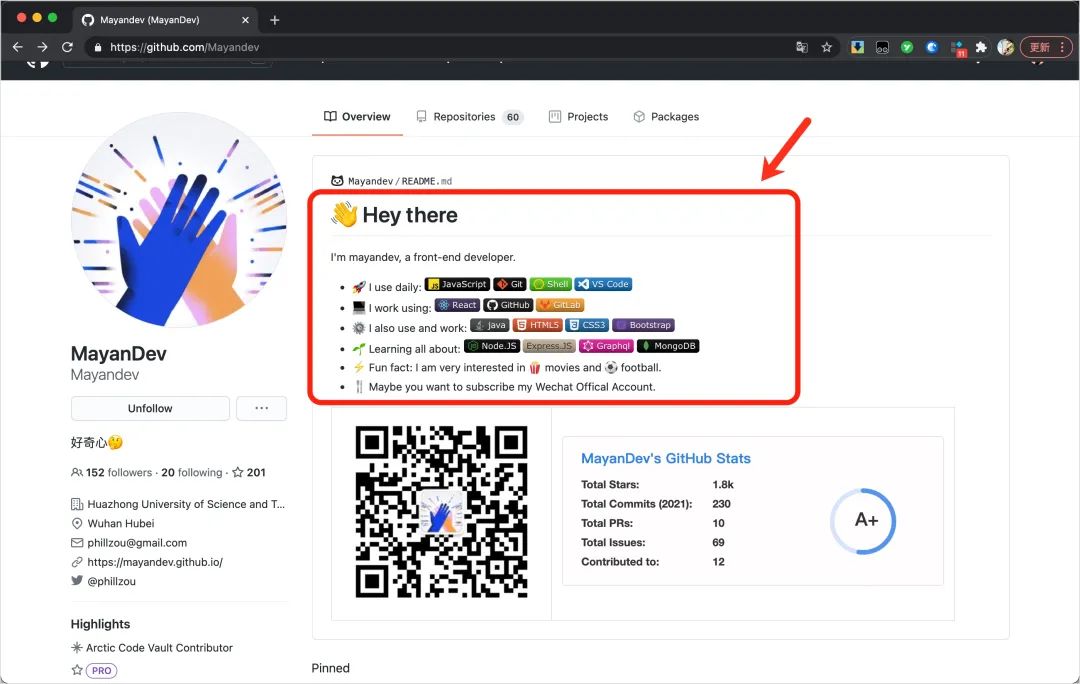 Mayandev (MayanDev)
https://github.com/Mayandev
11
更新
Overview
Repositories 60
Projects
Packages
Mayandev/README.md
👋 Hey there
I'm mayandev, a front-end developer.
🚀 I use daily: JavaScript Git Shell VS Code
💻 I work using: React GitHub GitLab
⚙️ I also use and work: java HTML5 CSS3 Bootstrap
🌱 Learning all about: Node.JS Express.JS Graphql MongoDB
⚡ Fun fact: I am very interested in 🍿 movies and ⚽ football.
🍴 Maybe you want to subscribe my Wechat Offical Account.
MayanDev
Mayandev
Unfollow
...
好奇心🤔
152 followers · 20 following · 201
Huazhong University of Science and T...
Wuhan Hubei
phillzou@gmail.com
https://mayandev.github.io/
@phillzou
Highlights
Arctic Code Vault Contributor
PRO
MayanDev's GitHub Stats
Total Stars: 1.8k
Total Commits (2021): 230
Total PRs: 10
Total Issues: 69
Contributed to: 12
A+
Pinned